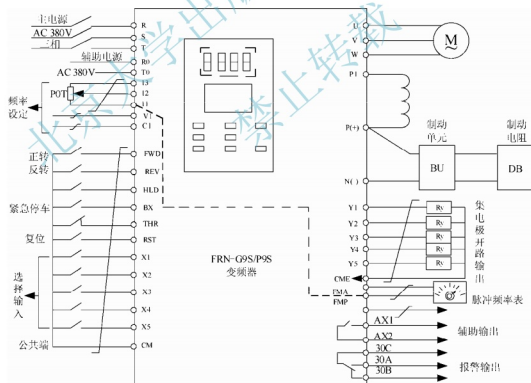 主电源
AC 380V
三相
辅助电源
AC 380V
POT
频率
设定
正转
反转
紧急停车
复位
选择
输入
公共端
R
S
T
R0
T0
13
12
11
V1
C1
FWD
REV
HLD
BX
THR
RST
X1
X2
X3
X4
X5
CM
FRN-G9S/P9S
变频器
U
V
W
M
P1
P(+)
N( )
制动
单元
BU
制动
电阻
DB
Y1
Y2
Y3
Y4
Y5
Ry
Ry
Ry
Ry
Ry
集电极开路输出
CME
FMA
FMP
脉冲频率表
AX1
AX2
辅助输出
30C
30A
30B
报警输出
北京大学出版
禁止转载